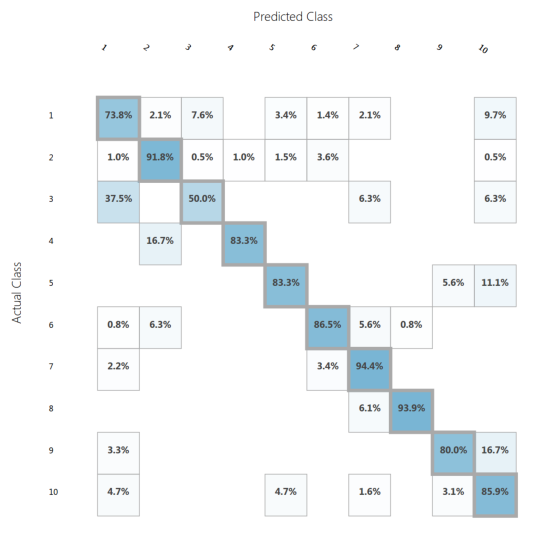 Predicted Class
1 2 3 4 5 6 7 8 9 10
1 73.8% 2.1% 7.6% 3.4% 1.4% 2.1% 9.7%
2 1.0% 91.8% 0.5% 1.0% 1.5% 3.6% 0.5%
3 37.5% 50.0% 6.3% 6.3%
4 16.7% 83.3%
5 83.3% 5.6% 11.1%
Actual Class
6 0.8% 6.3% 86.5% 5.6% 0.8%
7 2.2% 3.4% 94.4%
8 6.1% 93.9%
9 3.3% 80.0% 16.7%
10 4.7% 4.7% 1.6% 3.1% 85.9%